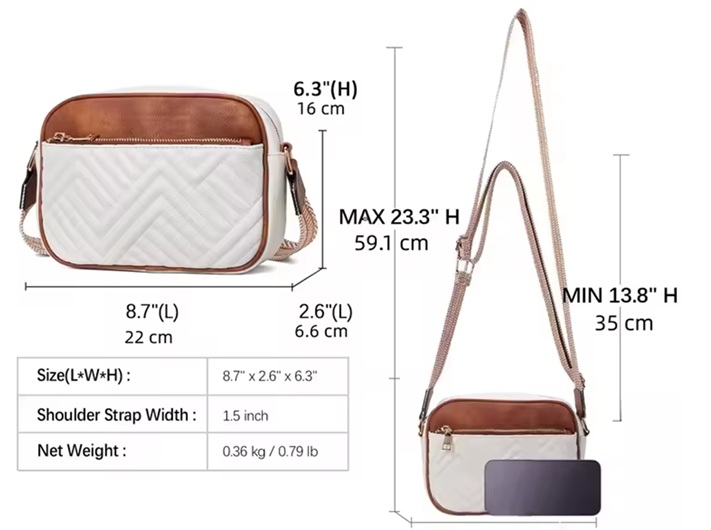 6.3"(H)
16 cm
MAX 23.3" H
59.1 cm
MIN 13.8" H
35 cm
8.7"(L)
22 cm
2.6"(L)
6.6 cm
Size(L*W*H) : 8.7" x 2.6" x 6.3"
Shoulder Strap Width : 1.5 inch
Net Weight : 0.36 kg / 0.79 lb